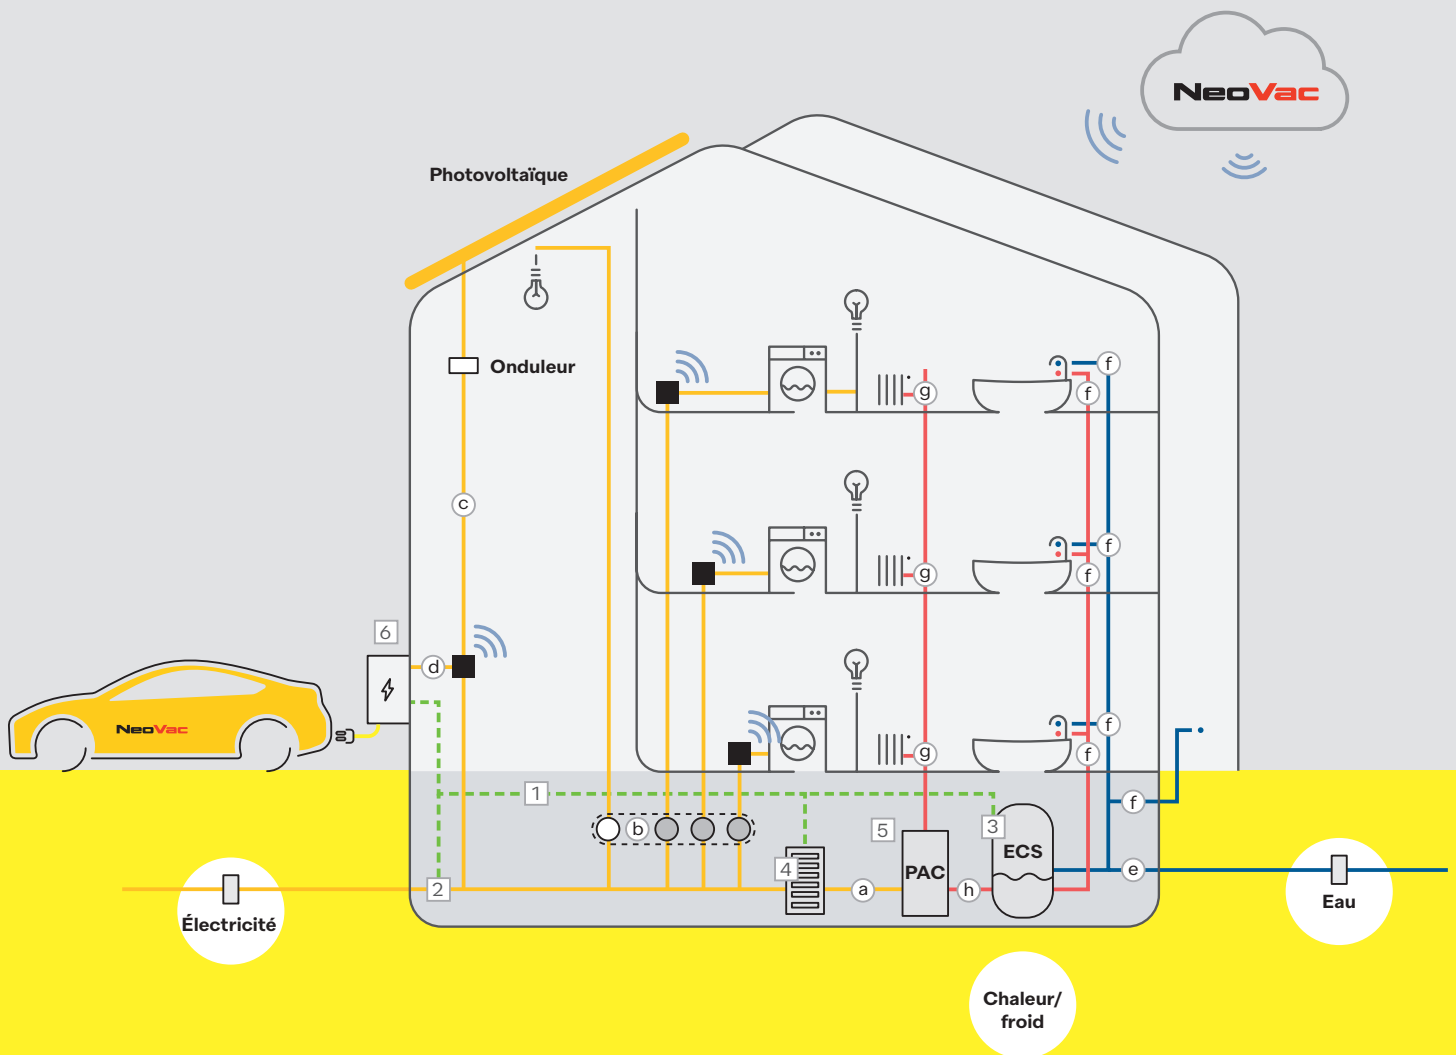 NeoVac
Photovoltaïque
Onduleur
f
g
f
c
f
g
f
6
d
f
g
f
NeoVac
1
f
b
3
5
ECS
4
PAC
e
2
a
h
Électricité
Eau
Chaleur/
froid